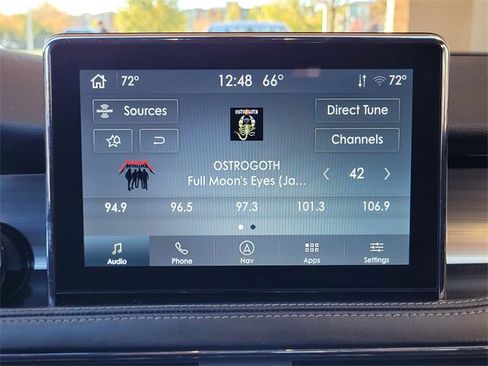 72°
12:48 66°
72°
Sources
OSTROGOTH
Direct Tune
Channels
METALLICA
OSTROGOTH
Full Moon's Eyes (Ja...
42
94.9 96.5 97.3 101.3 106.9
Audio Phone Nav Apps Settings